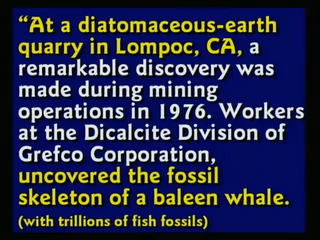 “At a diatomaceous-earth
quarry in Lompoc, CA, a
remarkable discovery was
made during mining
operations in 1976. Workers
at the Dicalcite Division of
Grefco Corporation,
uncovered the fossil
skeleton of a baleen whale.
(with trillions of fish fossils)